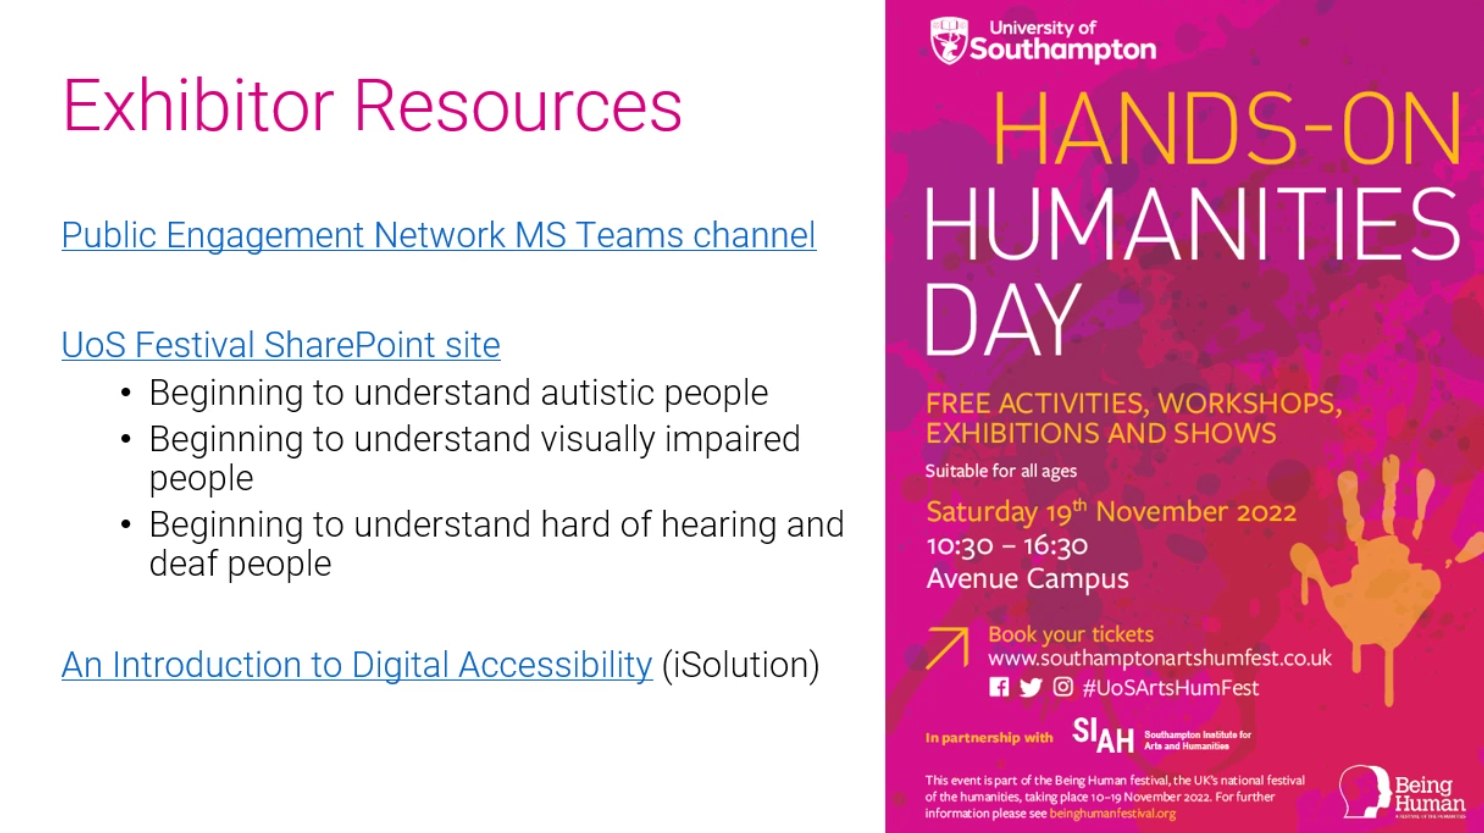 Exhibitor Resources
Public Engagement Network MS Teams channel
UoS Festival SharePoint site
• Beginning to understand autistic people
• Beginning to understand visually impaired
people
• Beginning to understand hard of hearing and
deaf people
An Introduction to Digital Accessibility (iSolution)
University of
Southampton
HANDS-ON
HUMANITIES
DAY
FREE ACTIVITIES, WORKSHOPS,
EXHIBITIONS AND SHOWS
Suitable for all ages
Saturday 19th November 2022
10:30 – 16:30
Avenue Campus
Book your tickets
www.southamptonartshumfest.co.uk
#UoSArtsHumFest
In partnership with
SIAH
Southampton Institute for
Arts and Humanities
This event is part of the Being Human festival, the UK's national festival
of the humanities, taking place 10–19 November 2022. For further
information please see beinghumanfestival.org
Being
Human
A FESTIVAL OF THE HUMANITIES